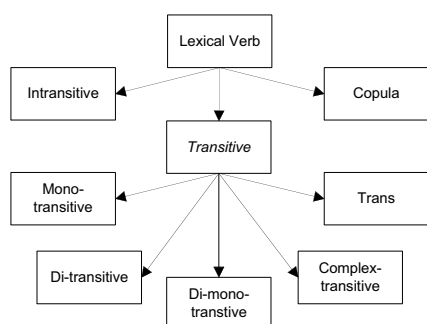 Lexical Verb
Intransitive
Copula
Transitive
Mono-
transitive
Trans
Di-transitive
Di-mono-
transtive
Complex-
transitive